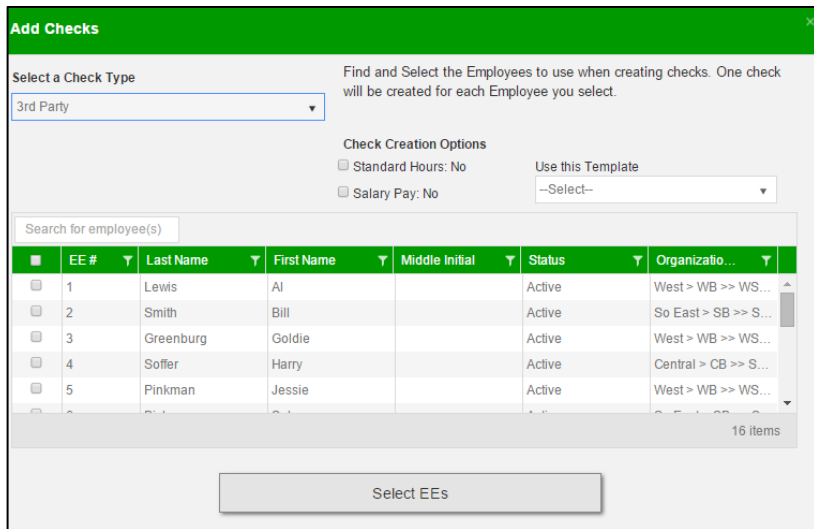 Add Checks
Select a Check Type
3rd Party
Find and Select the Employees to use when creating checks. One check
will be created for each Employee you select.
Check Creation Options
Standard Hours: No
Salary Pay: No
Use this Template
--Select--
Search for employee(s)
EE # Last Name First Name Middle Initial Status Organizatio...
1 Lewis Al Active West > WB >> WS...
2 Smith Bill Active So East > SB >> S...
3 Greenburg Goldie Active West > WB >> WS...
4 Soffer Harry Active Central > CB >> S...
5 Pinkman Jessie Active West > WB >> WS...
16 items
Select EEs